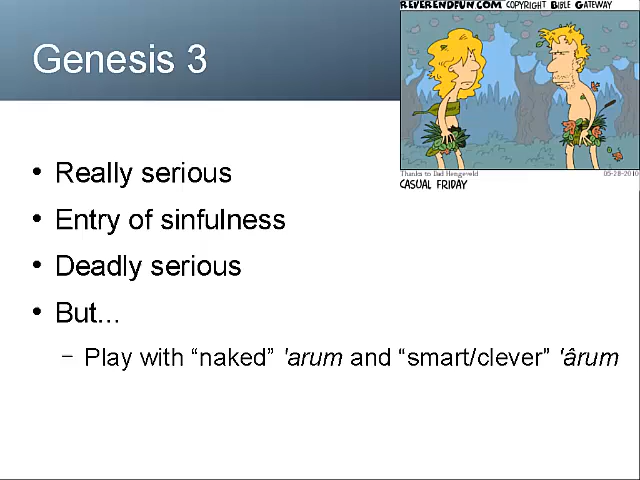 REVERENDFUN.COM COPYRIGHT BIBLE GATEWAY
Genesis 3
Thanks to Dad Hengeveld 05-28-2010
CASUAL FRIDAY
• Really serious
• Entry of sinfulness
• Deadly serious
• But...
– Play with “naked” 'arum and “smart/clever” 'ârum